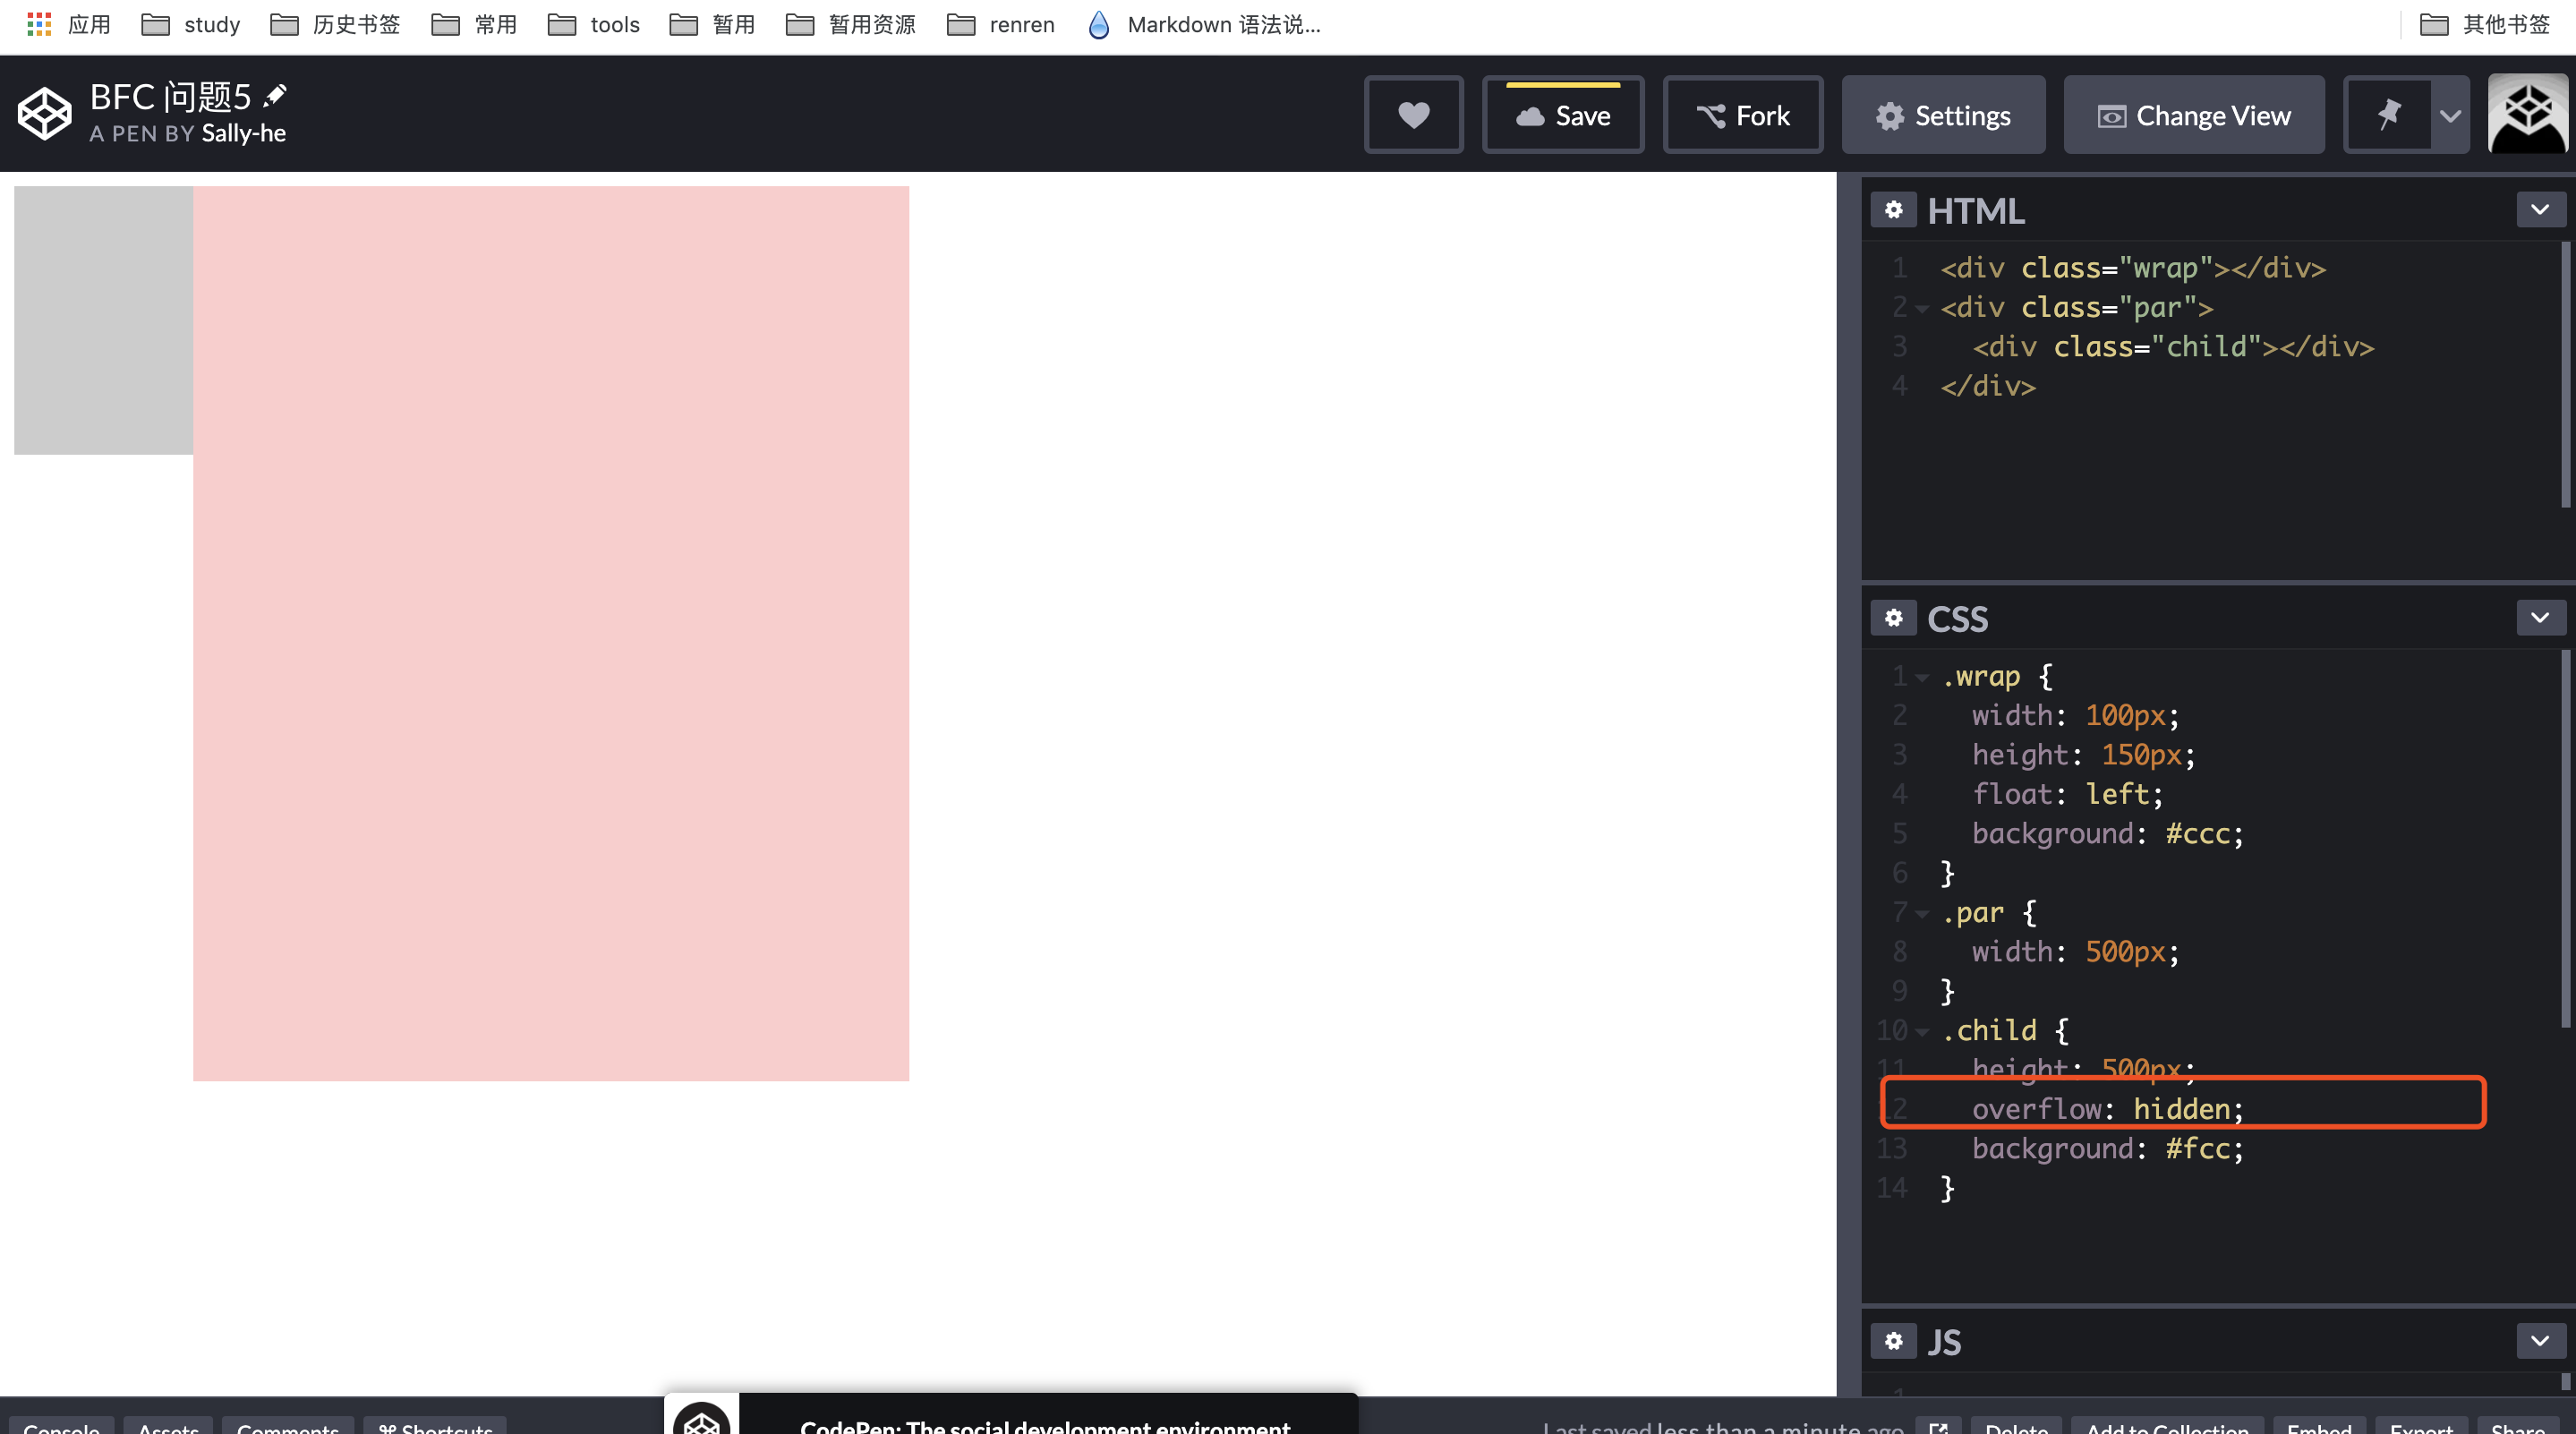 应用 study 历史书签 常用 tools 暂用 暂用资源 renren Markdown 语法说... 其他书签
BFC 问题5
A PEN BY Sally-he
Save Fork Settings Change View
HTML
1 <div class="wrap"></div>
2 <div class="par">
3 <div class="child"></div>
4 </div>
CSS
1 .wrap {
2 width: 100px;
3 height: 150px;
4 float: left;
5 background: #ccc;
6 }
7 .par {
8 width: 500px;
9 }
10 .child {
11 height: 500px;
12 overflow: hidden;
13 background: #fcc;
14 }
JS
1
Console Assets Comments ⌘ Shortcuts CodePen: The social development environment Last saved less than a minute ago Delete Add to Collection Embed Export Share